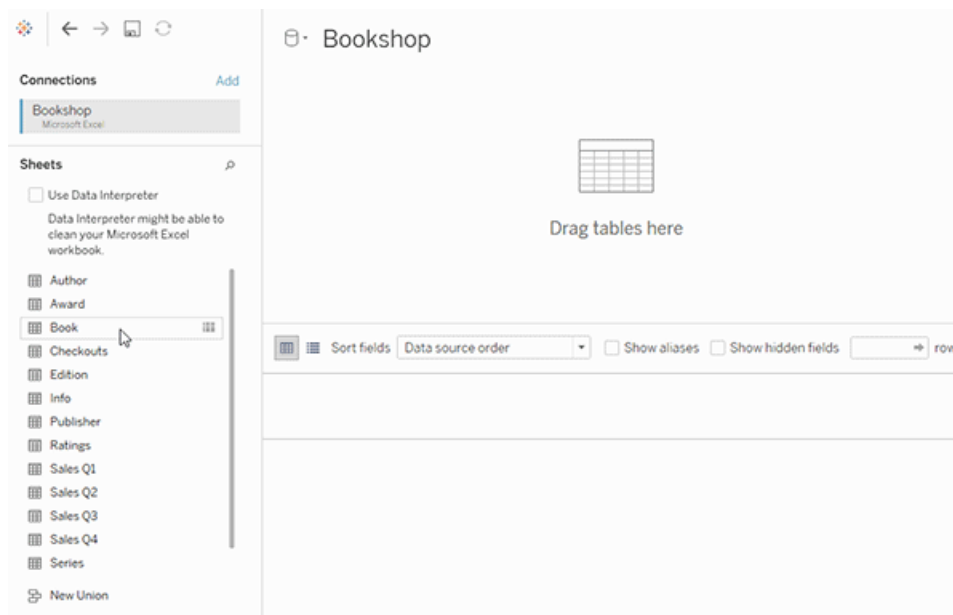 Bookshop
Connections
Add
Bookshop
Microsoft Excel
Sheets
Use Data Interpreter
Data Interpreter might be able to
clean your Microsoft Excel
workbook.
Author
Award
Book
Checkouts
Edition
Info
Publisher
Ratings
Sales Q1
Sales Q2
Sales Q3
Sales Q4
Series
New Union
Drag tables here
Sort fields Data source order Show aliases Show hidden fields